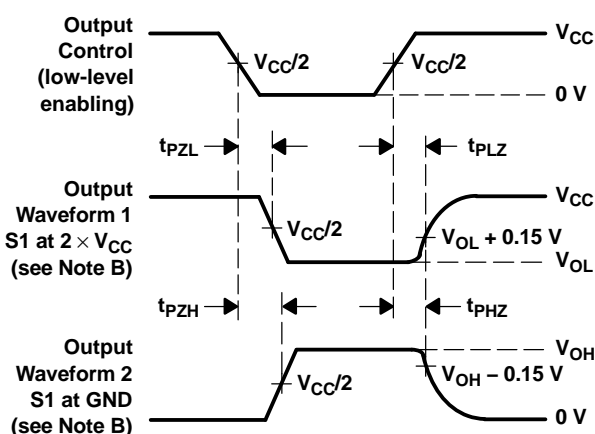 Output
Control
(low-level
enabling)
VCC
VCC/2
VCC/2
0 V
tPZL
tPLZ
Output
Waveform 1
S1 at 2 × VCC
(see Note B)
VCC
VCC/2
VOL + 0.15 V
VOL
tPZH
tPHZ
Output
Waveform 2
S1 at GND
(see Note B)
VOH
VCC/2
VOH – 0.15 V
0 V